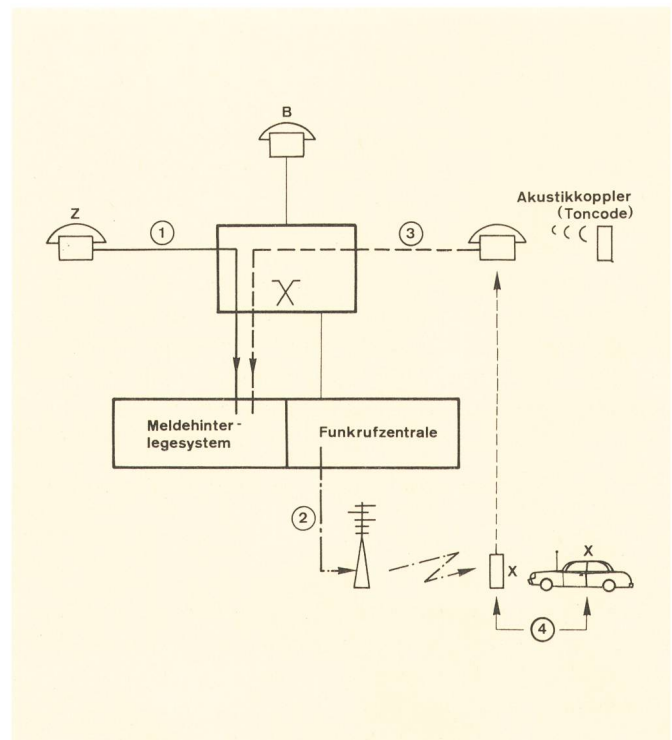 B
Z
1
3
Akustikkoppler
(Toncode)
Meldehinter-
legesystem
Funkrufzentrale
2
X
X
4